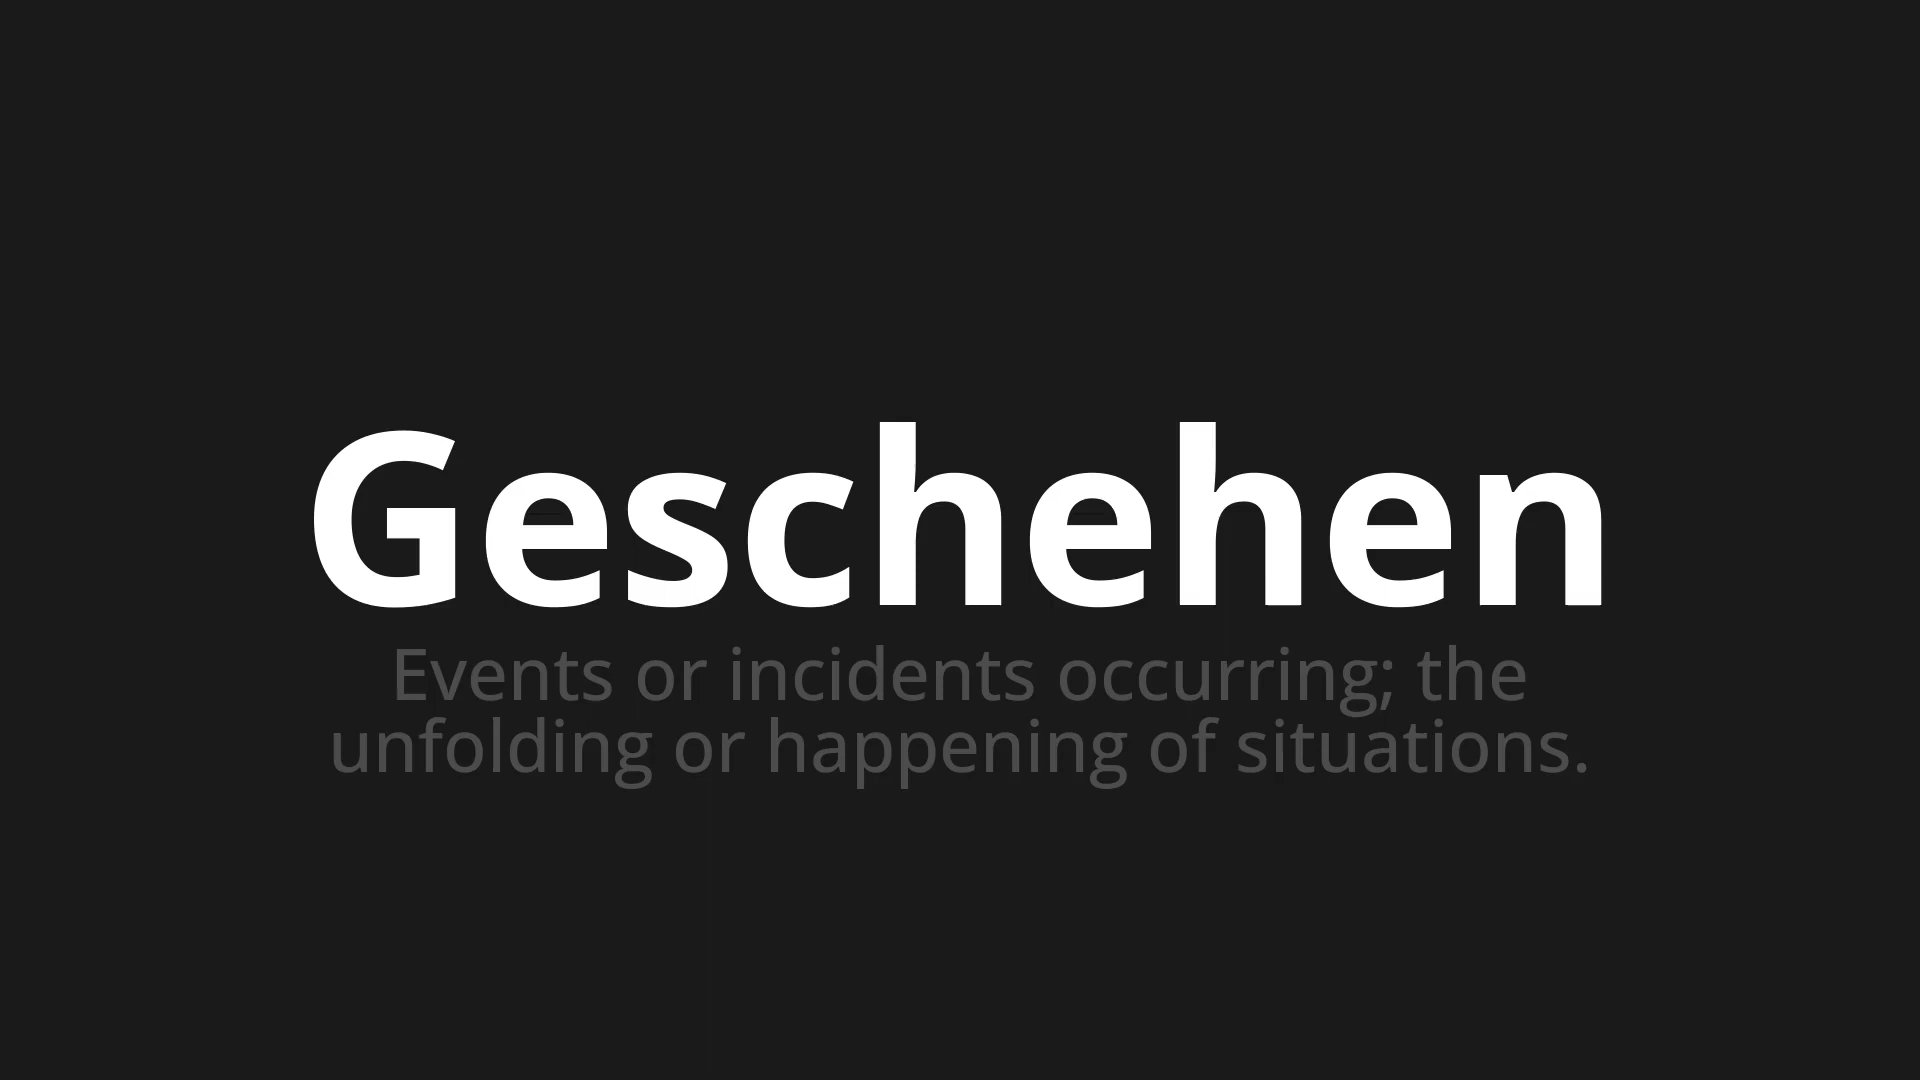 Geschehen
Events or incidents occurring; the
unfolding or happening of situations.